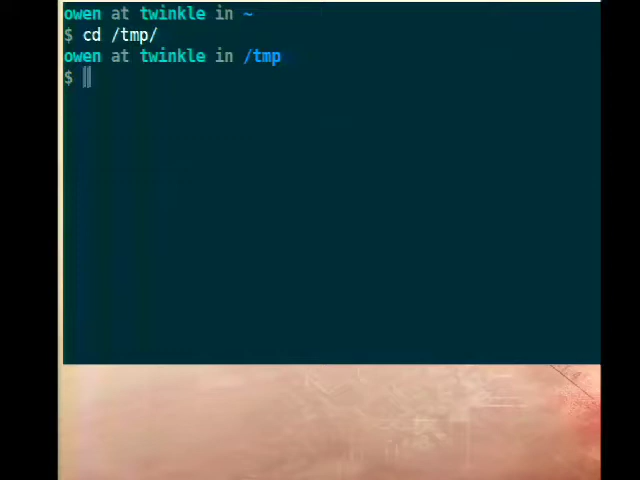 owen at twinkle in ~
$ cd /tmp/
owen at twinkle in /tmp
$